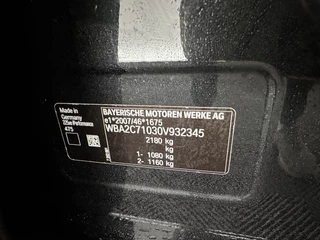 Made in
Germany
475
BAYERISCHE MOTOREN WERKE AG
e1*2007/46*1675
WBA2C71030V932345
2180 kg
kg
1- 1080 kg
2- 1160 kg